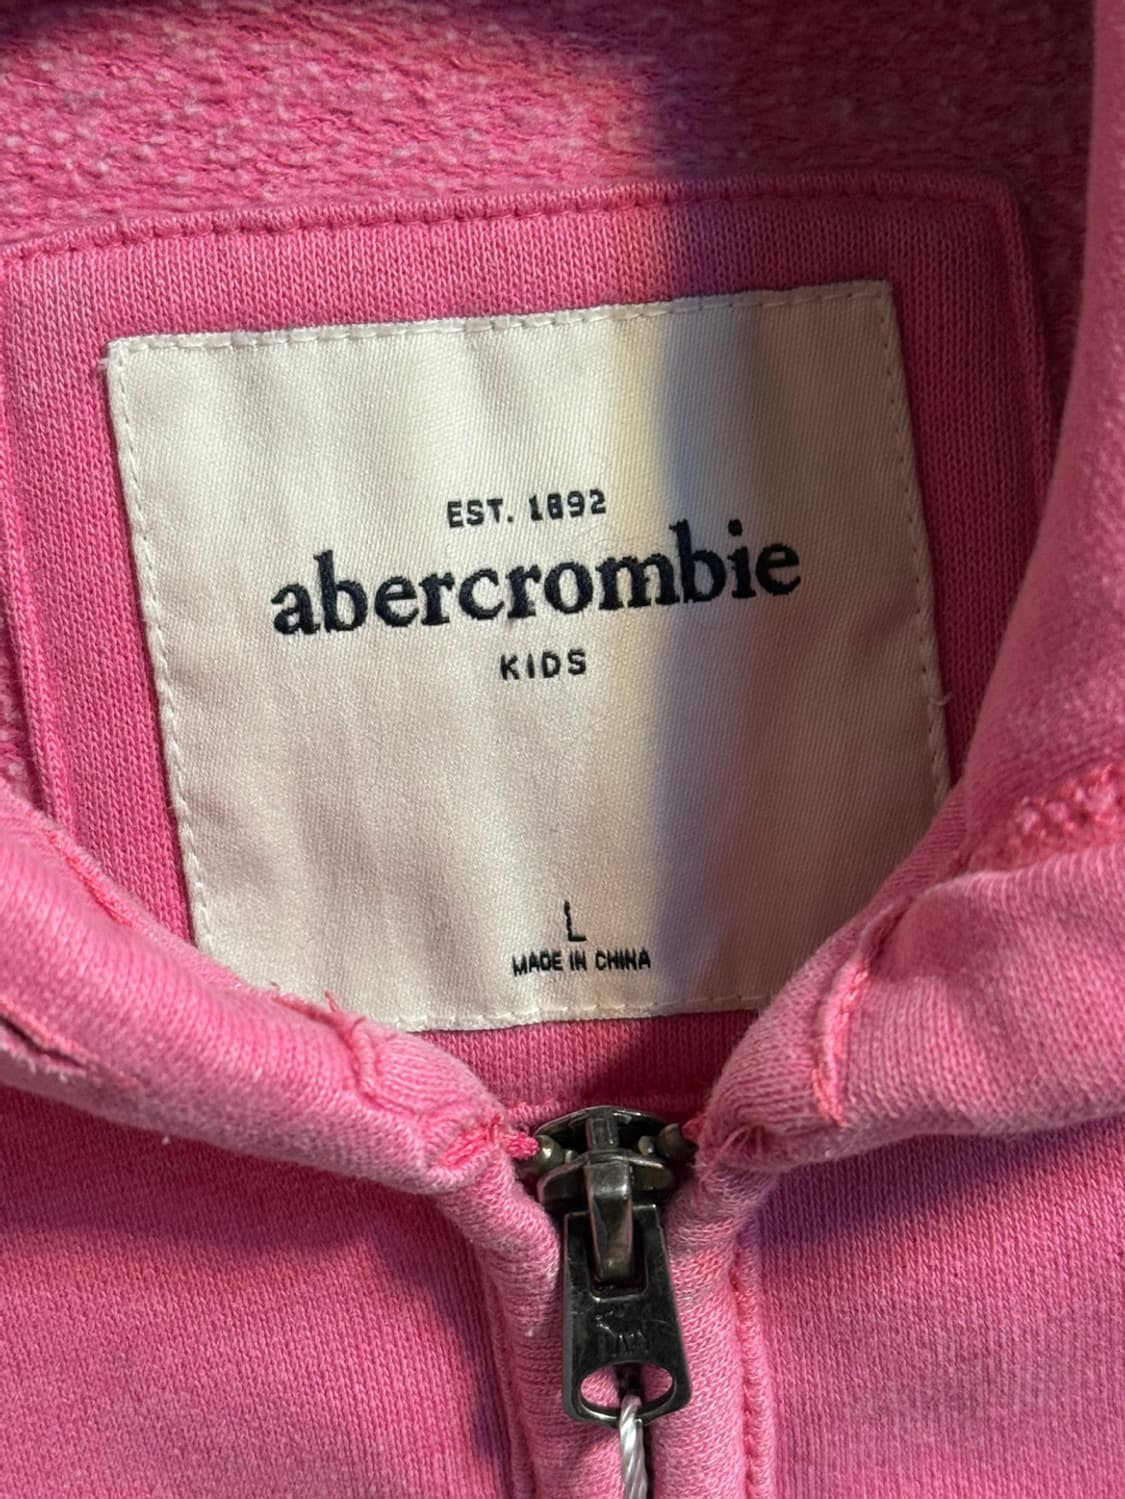 EST. 1892
abercrombie
KIDS
L
MADE IN CHINA